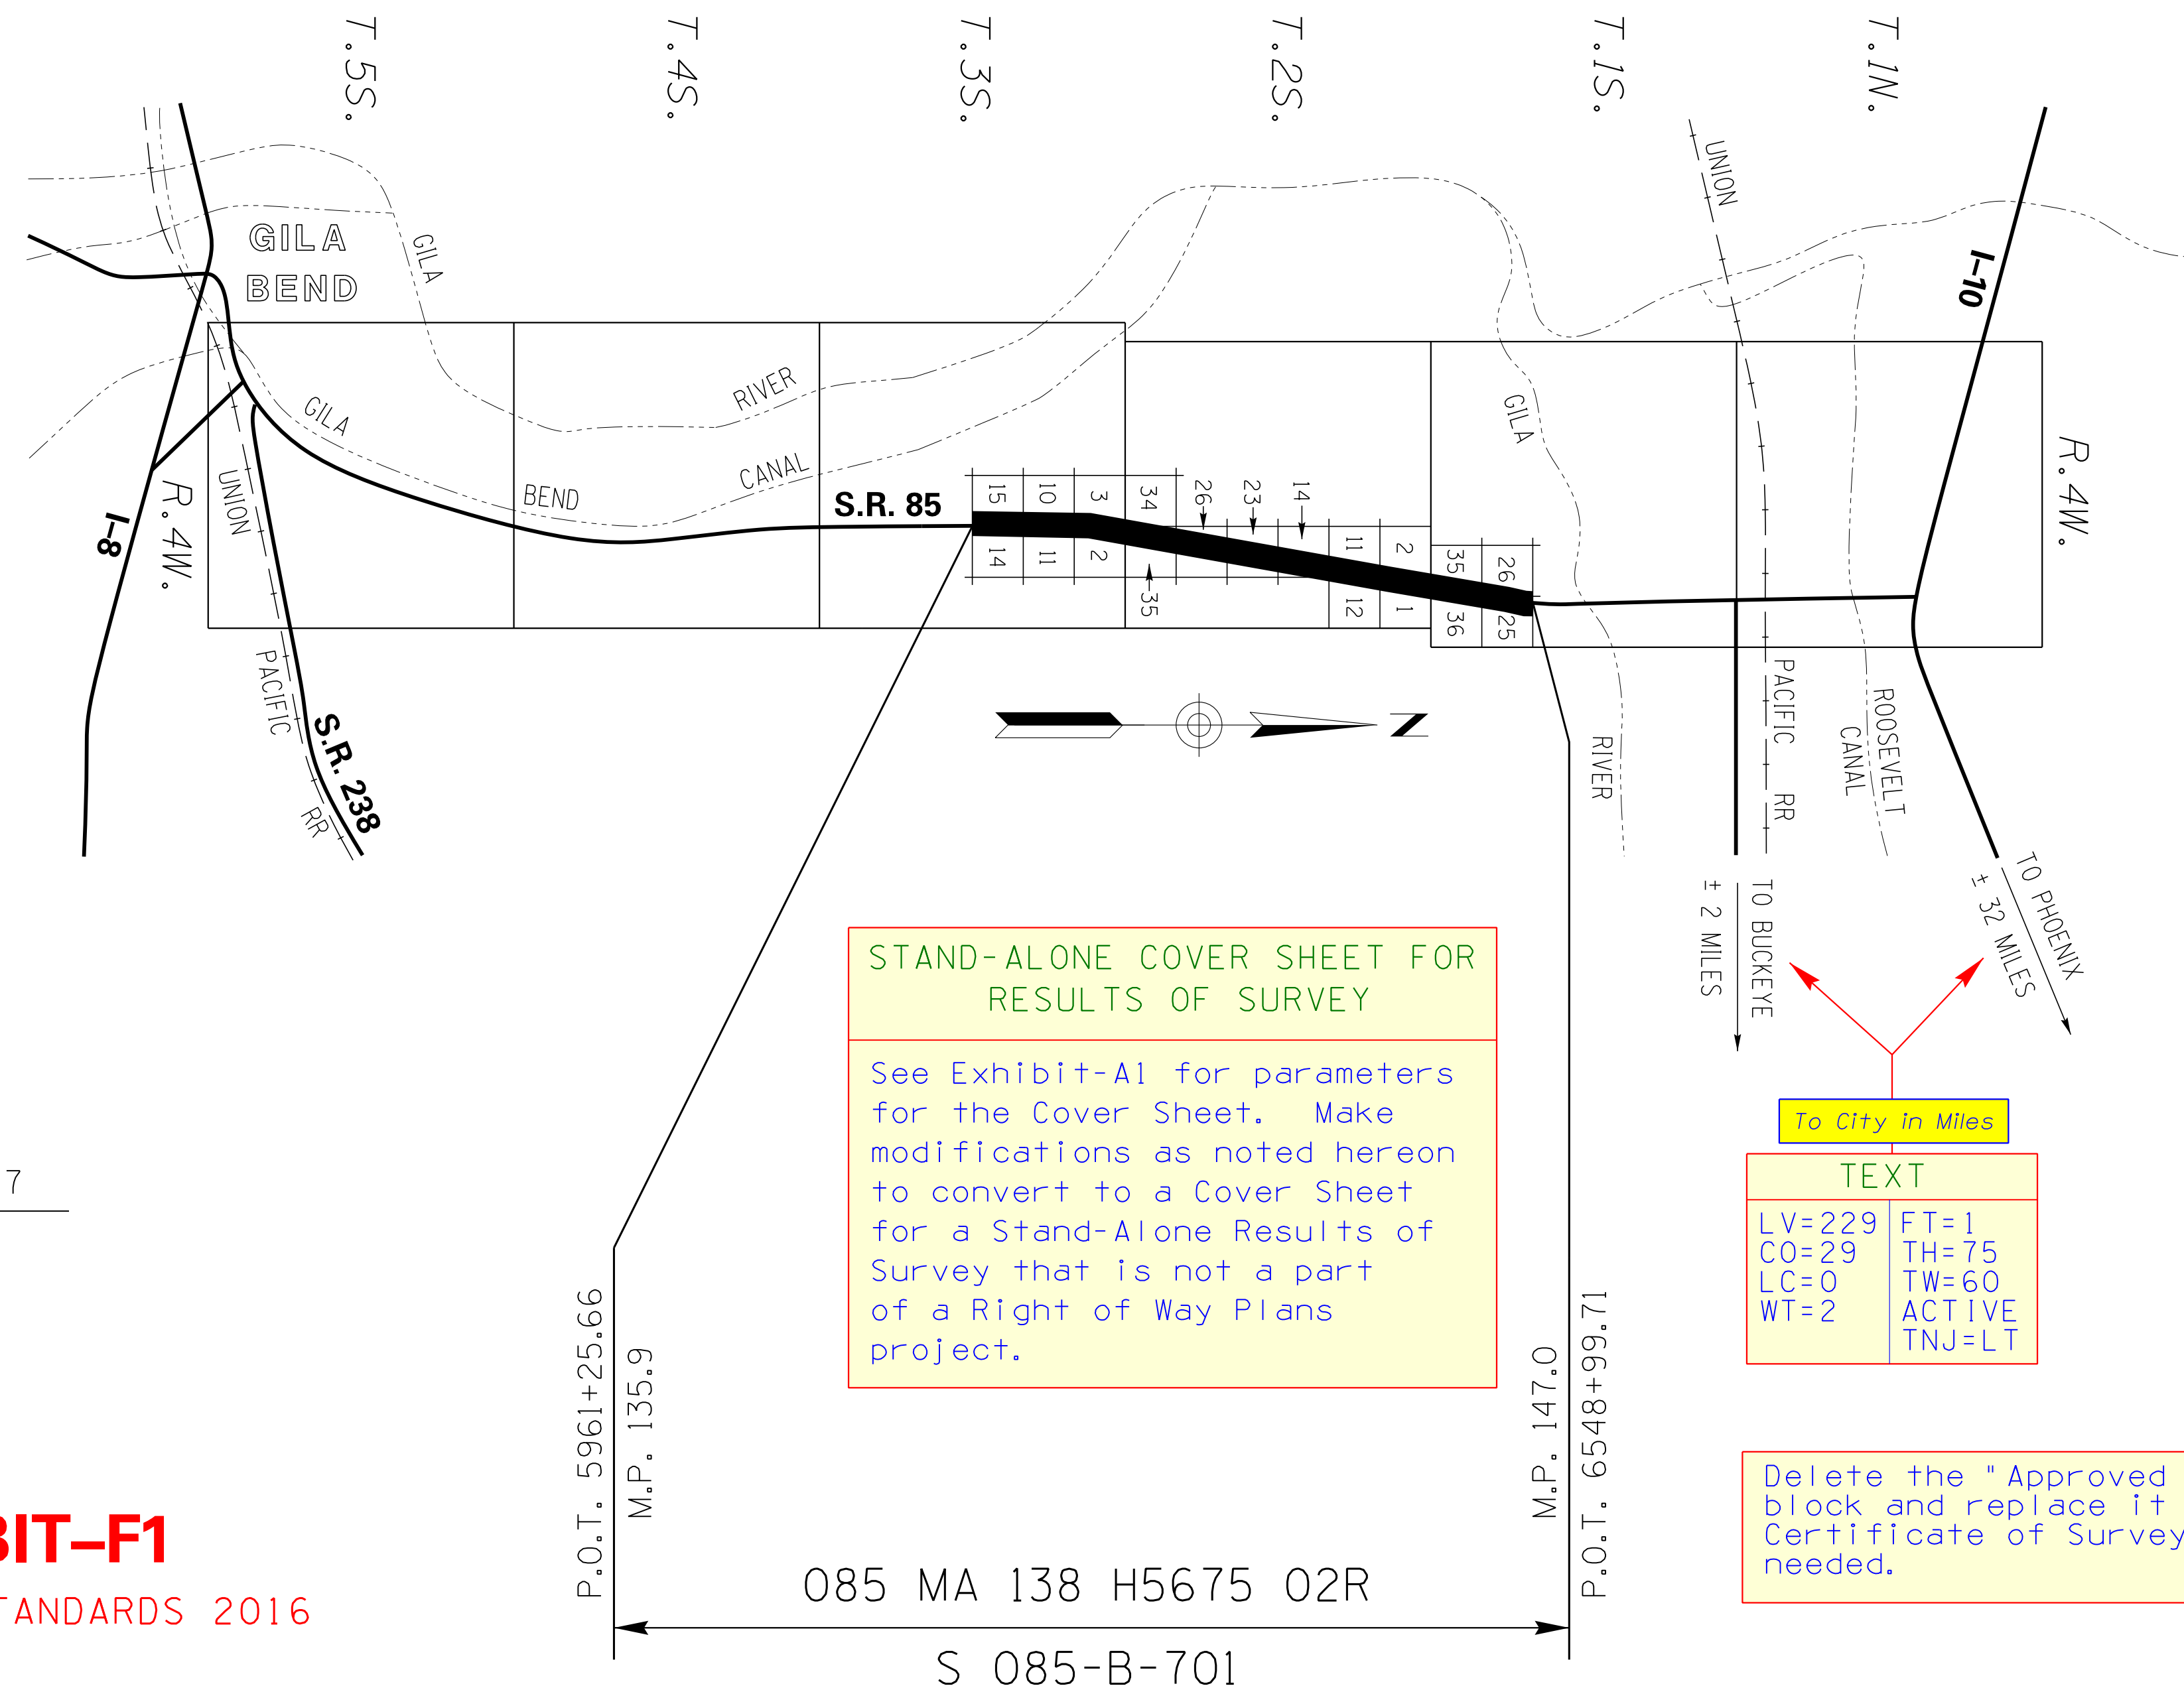 T.5S.
T.4S.
T.3S.
T.2S.
T.1S.
T.1N.
UNION
GILA
BEND
GILA
I-10
RIVER
GILA
GILA
CANAL
BEND
S.R. 85
R.4W.
R.4W.
UNION
I-8
15
10
3
34
26
23
14
14
11
2
35
11
2
12
1
35
26
36
25
PACIFIC
S.R. 238
RR
N
RIVER
PACIFIC RR
ROOSEVELT
CANAL
TO BUCKEYE
± 2 MILES
TO PHOENIX
± 32 MILES
STAND-ALONE COVER SHEET FOR
RESULTS OF SURVEY
See Exhibit-A1 for parameters
for the Cover Sheet. Make
modifications as noted hereon
to convert to a Cover Sheet
for a Stand-Alone Results of
Survey that is not a part
of a Right of Way Plans
project.
To City in Miles
TEXT
LV=229 FT=1
CO=29 TH=75
LC=0 TW=60
WT=2 ACTIVE
TNJ=LT
7
P.O.T. 5961+25.66
M.P. 135.9
M.P. 147.0
P.O.T. 6548+99.71
Delete the "Approved
block and replace it
Certificate of Survey
needed.
BIT-F1
TANDARDS 2016
085 MA 138 H5675 02R
S 085-B-701